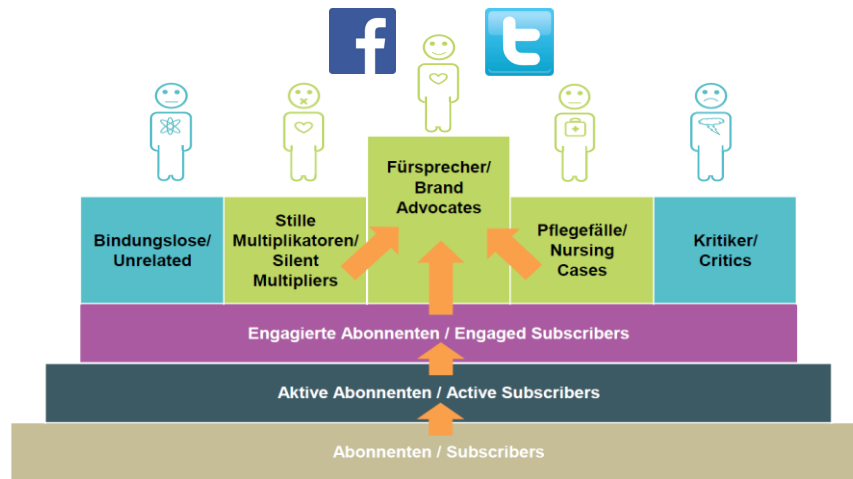 f
t
Fürsprecher/
Brand
Advocates
Bindungslose/
Unrelated
Stille
Multiplikatoren/
Silent
Multipliers
Pflegefälle/
Nursing
Cases
Kritiker/
Critics
Engagierte Abonnenten / Engaged Subscribers
Aktive Abonnenten / Active Subscribers
Abonnenten / Subscribers